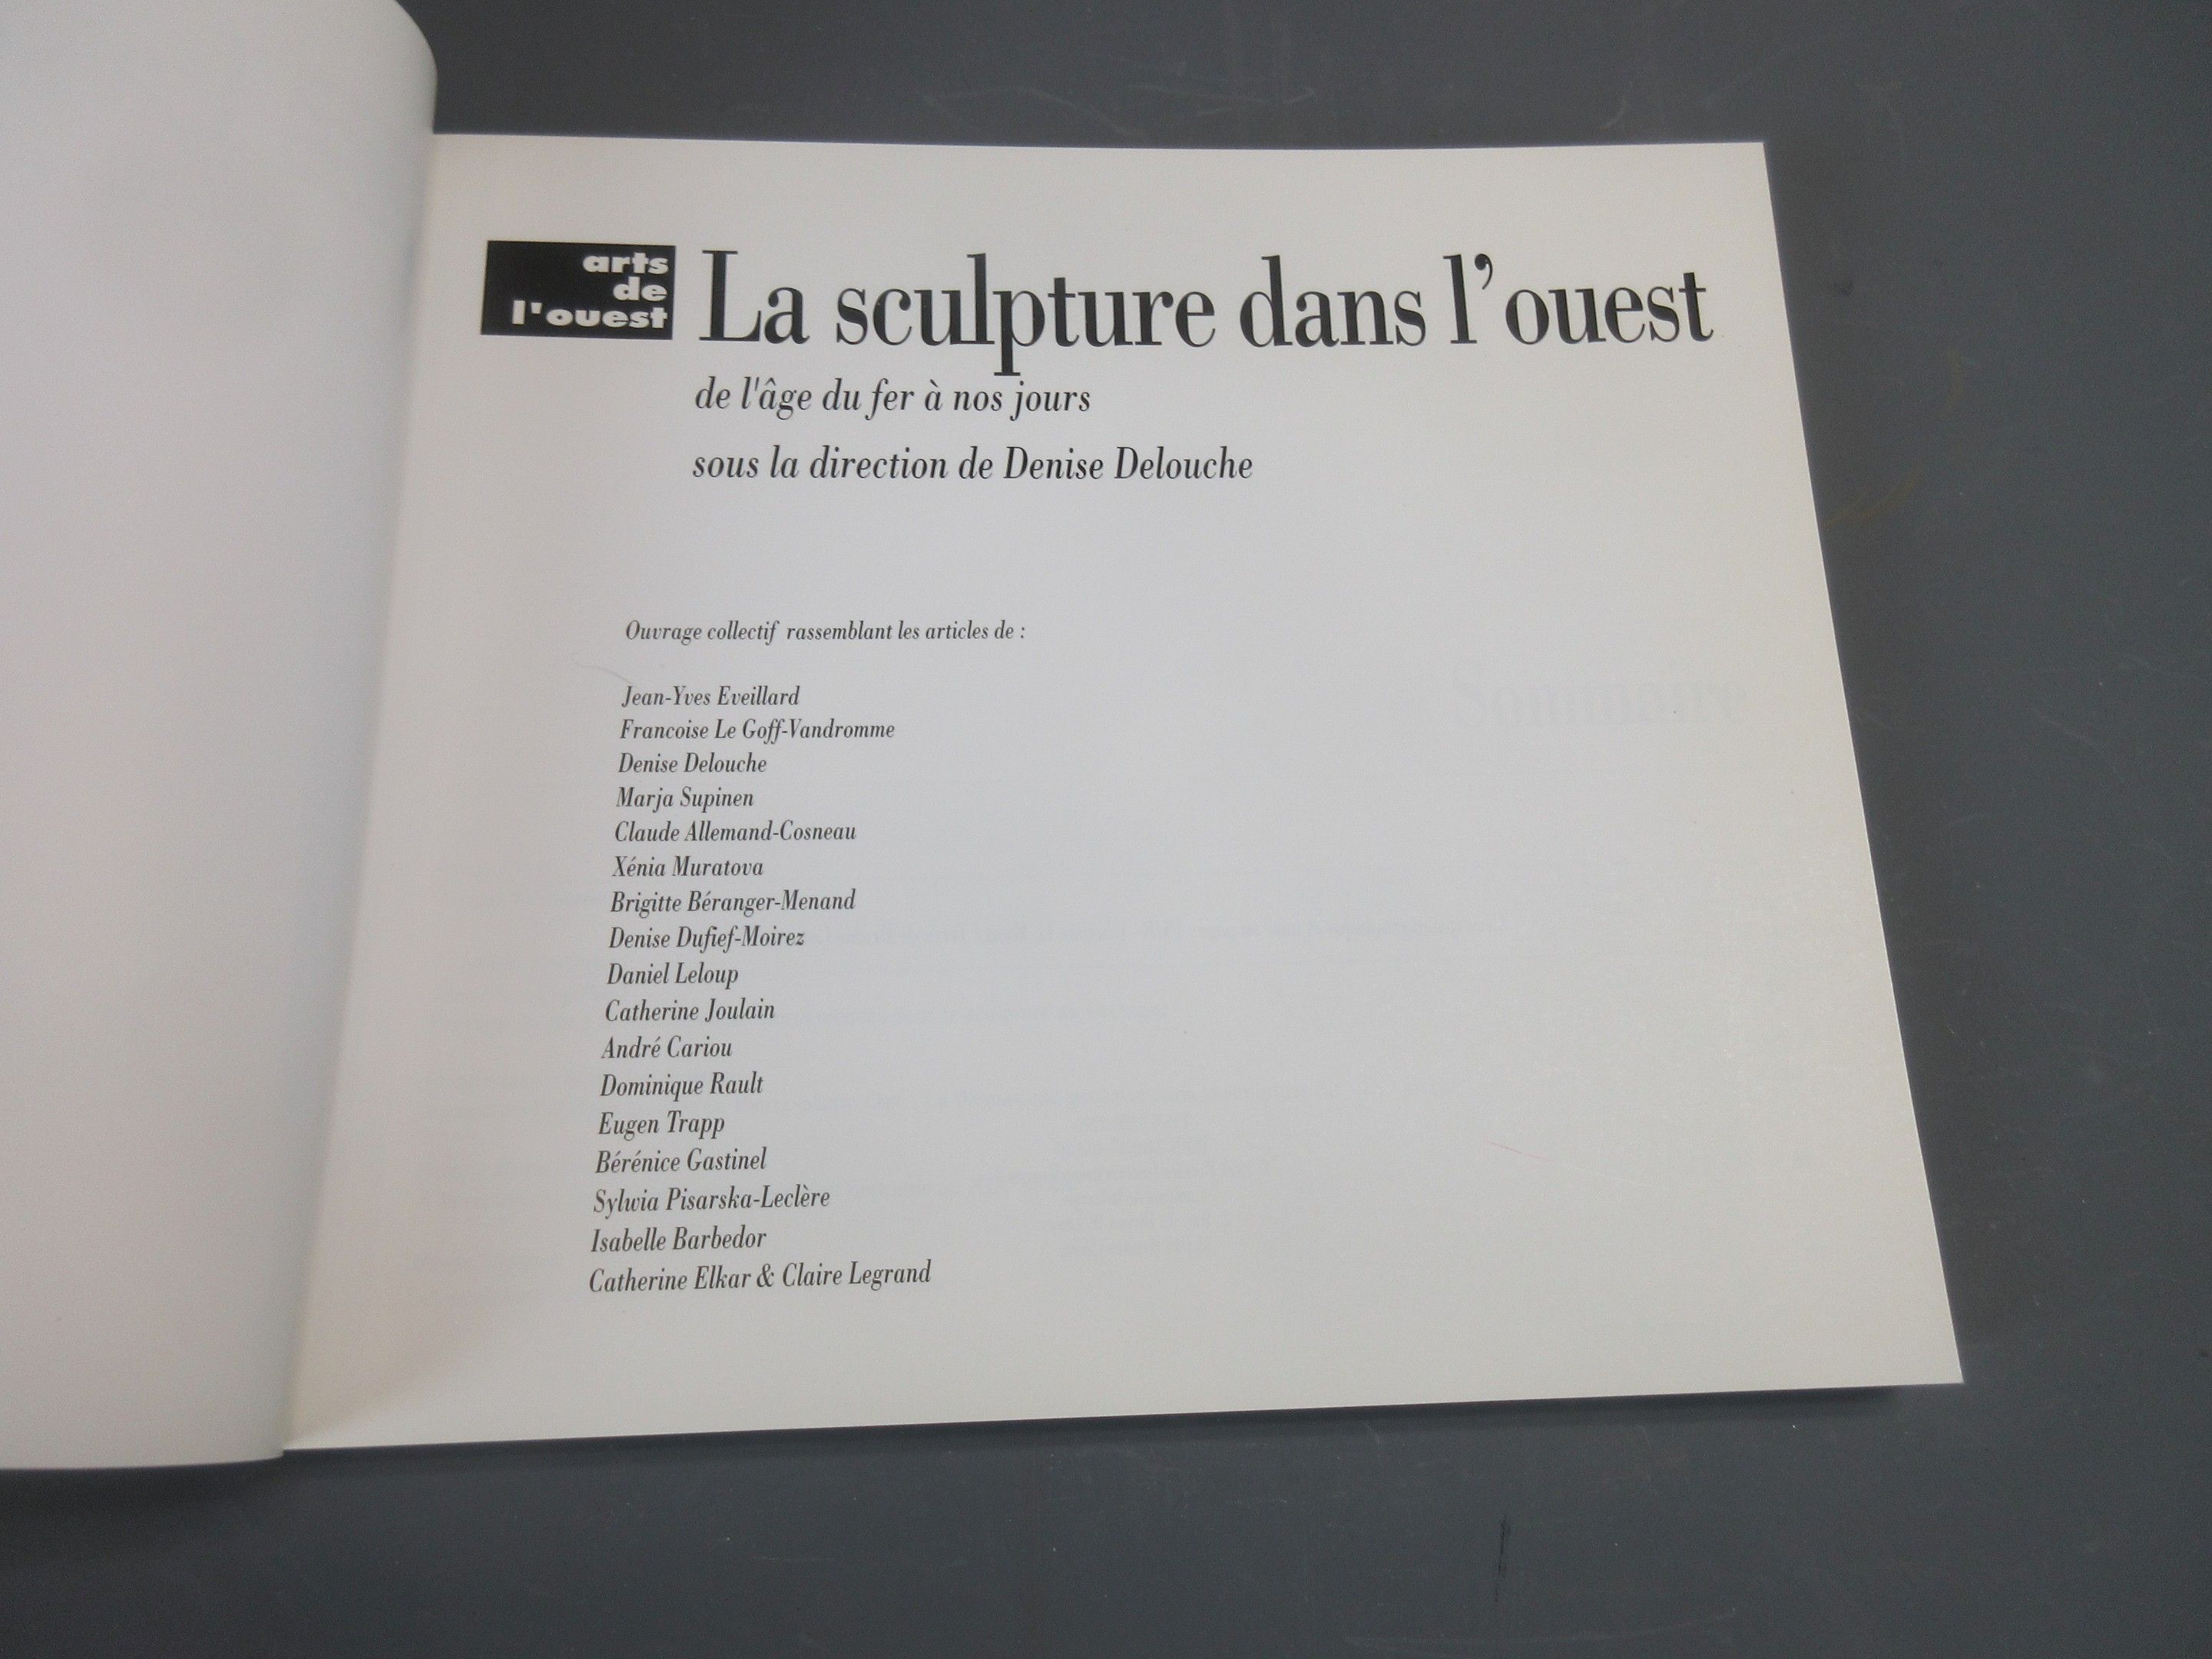 arts
de
l'ouest
La sculpture dans l'ouest
de l'âge du fer à nos jours
sous la direction de Denise Delouche
Ouvrage collectif rassemblant les articles de :
Jean-Yves Eveillard
Francoise Le Goff-Vandromme
Denise Delouche
Marja Supinen
Claude Allemand-Cosneau
Xénia Muratova
Brigitte Béranger-Menand
Denise Dufief-Moirez
Daniel Leloup
Catherine Joulain
André Cariou
Dominique Rault
Eugen Trapp
Bérénice Gastinel
Sylwia Pisarska-Leclère
Isabelle Barbedor
Catherine Elkar & Claire Legrand